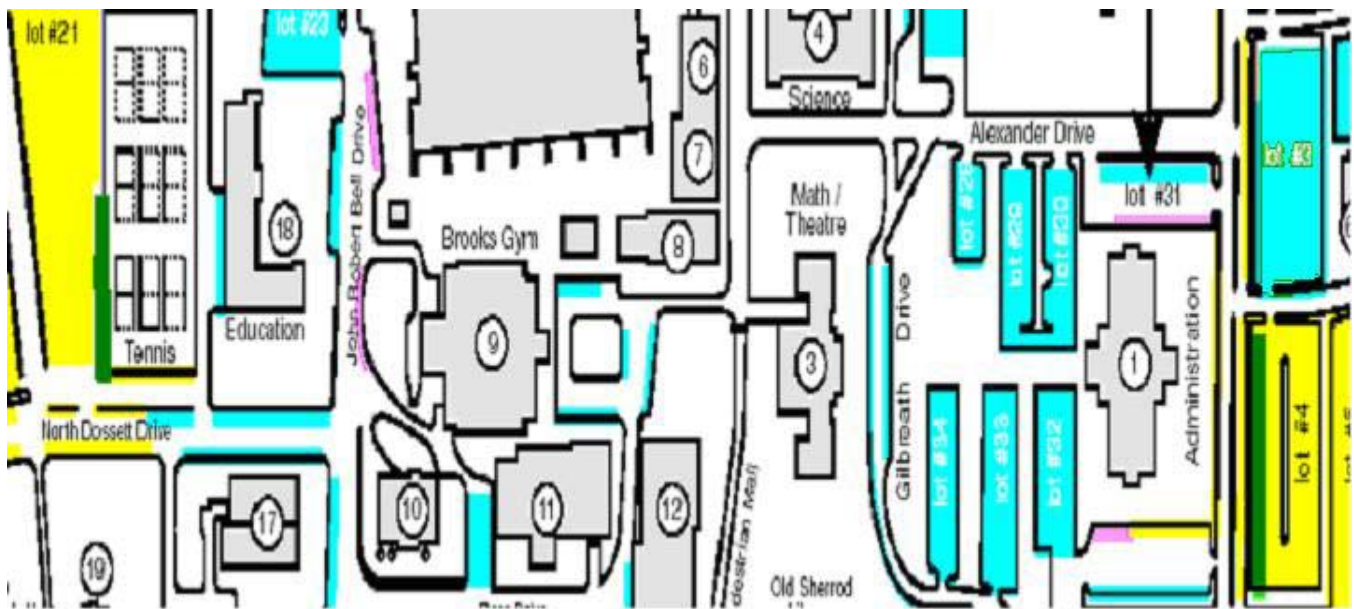 lot #21
lot #23
6
4
Science
7
Alexander Drive
lot #3
John Robert Bell Drive
Math /
Theatre
lot #28
lot #29
lot #30
lot #31
18
Brooks Gym
8
Education
Tennis
9
3
Gilbreath Drive
1
Administration
North Dossett Drive
lot #34
lot #33
lot #32
lot #4
17
10
11
12
19
Mall
Old Sherrod